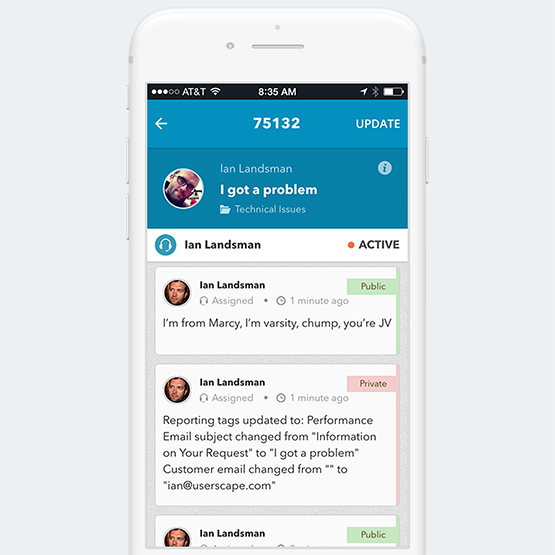 AT&T 8:35 AM
75132 UPDATE
Ian Landsman
I got a problem
Technical Issues
Ian Landsman ACTIVE
Ian Landsman Public
Assigned • 1 minute ago
I'm from Marcy, I'm varsity, chump, you're JV
Ian Landsman Private
Assigned • 1 minute ago
Reporting tags updated to: Performance
Email subject changed from "Information
on Your Request" to "I got a problem"
Customer email changed from "" to
"ian@userscape.com"
Ian Landsman Public